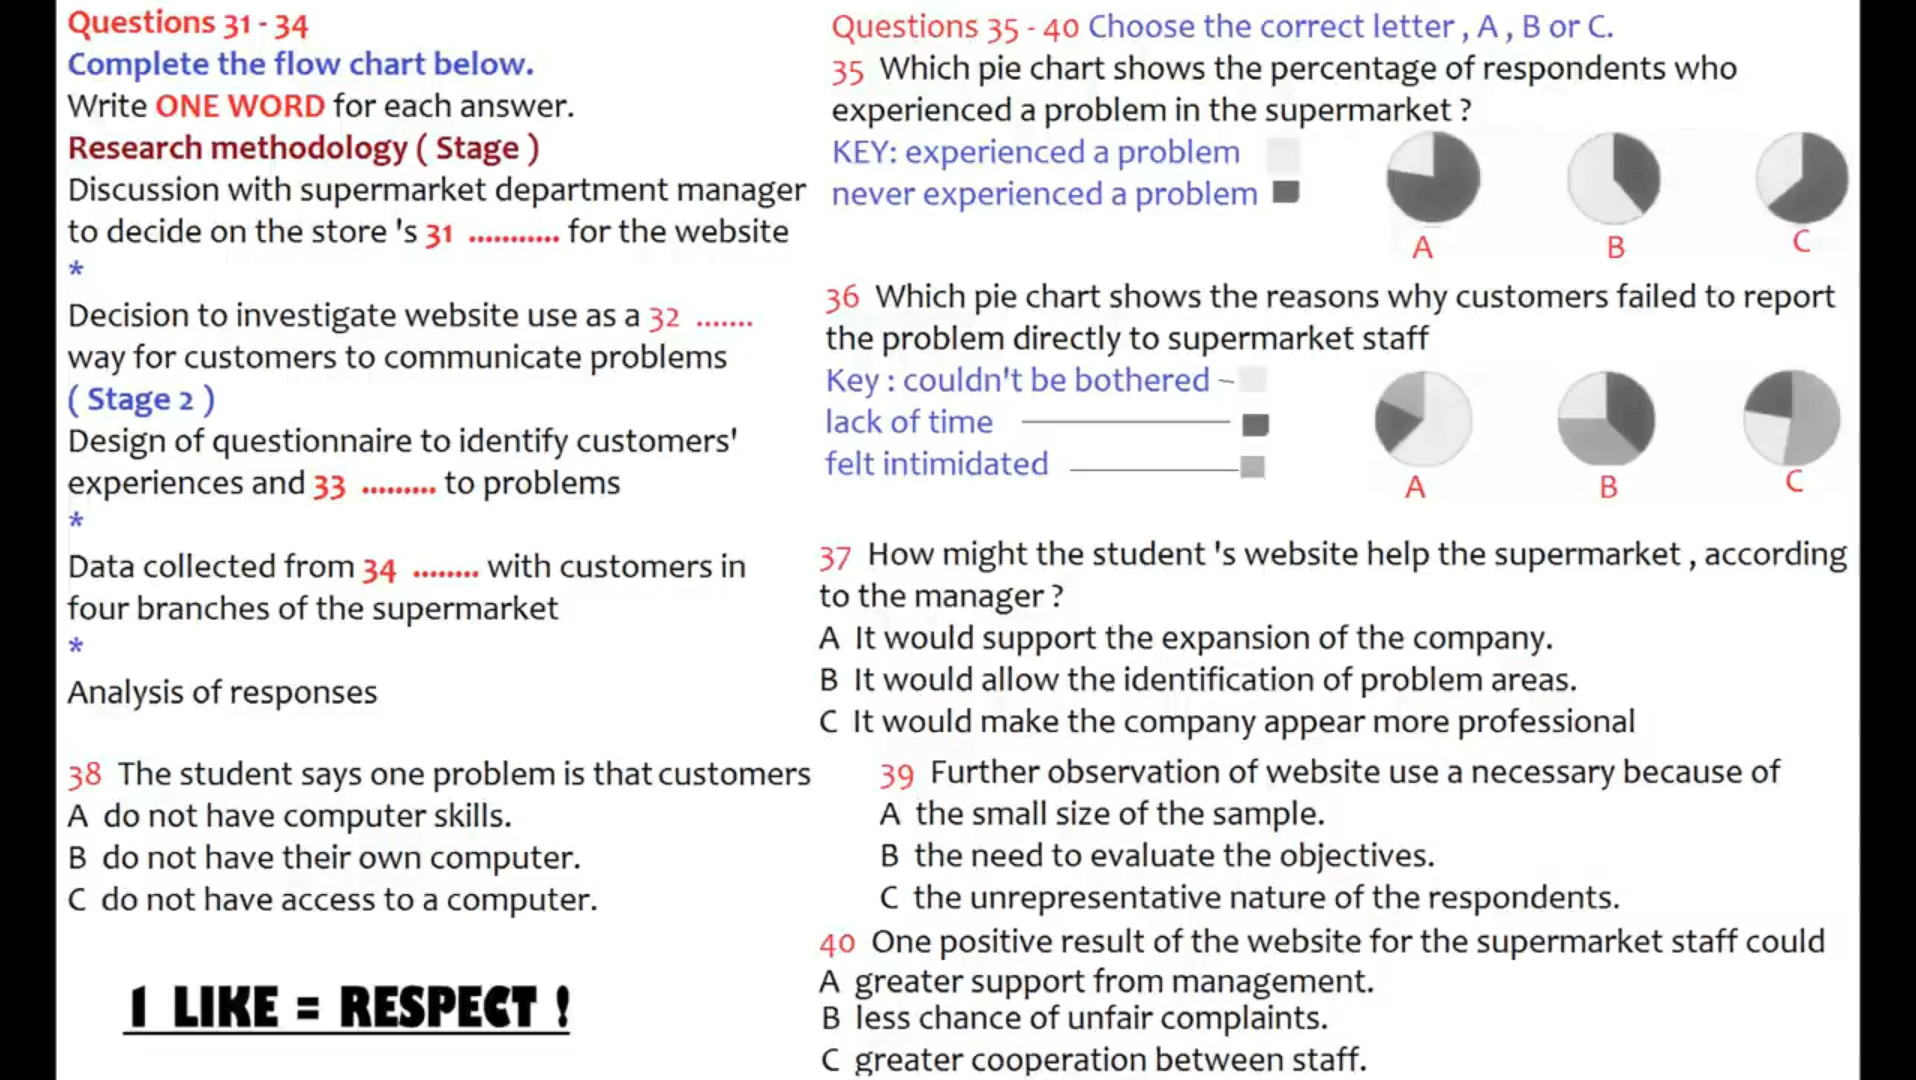 Questions 31 - 34
Complete the flow chart below.
Write ONE WORD for each answer.
Research methodology ( Stage )
Discussion with supermarket department manager
to decide on the store 's 31 ............ for the website
*
Decision to investigate website use as a 32 .......
way for customers to communicate problems
( Stage 2 )
Design of questionnaire to identify customers'
experiences and 33 ......... to problems
*
Data collected from 34 ........ with customers in
four branches of the supermarket
*
Analysis of responses
38 The student says one problem is that customers
A do not have computer skills.
B do not have their own computer.
C do not have access to a computer.
1 LIKE = RESPECT !
Questions 35 - 40 Choose the correct letter , A , B or C.
35 Which pie chart shows the percentage of respondents who
experienced a problem in the supermarket ?
KEY: experienced a problem
never experienced a problem
A B C
36 Which pie chart shows the reasons why customers failed to report
the problem directly to supermarket staff
Key : couldn't be bothered
lack of time
felt intimidated
A B C
37 How might the student 's website help the supermarket , according
to the manager ?
A It would support the expansion of the company.
B It would allow the identification of problem areas.
C It would make the company appear more professional
39 Further observation of website use a necessary because of
A the small size of the sample.
B the need to evaluate the objectives.
C the unrepresentative nature of the respondents.
40 One positive result of the website for the supermarket staff could
A greater support from management.
B less chance of unfair complaints.
C greater cooperation between staff.